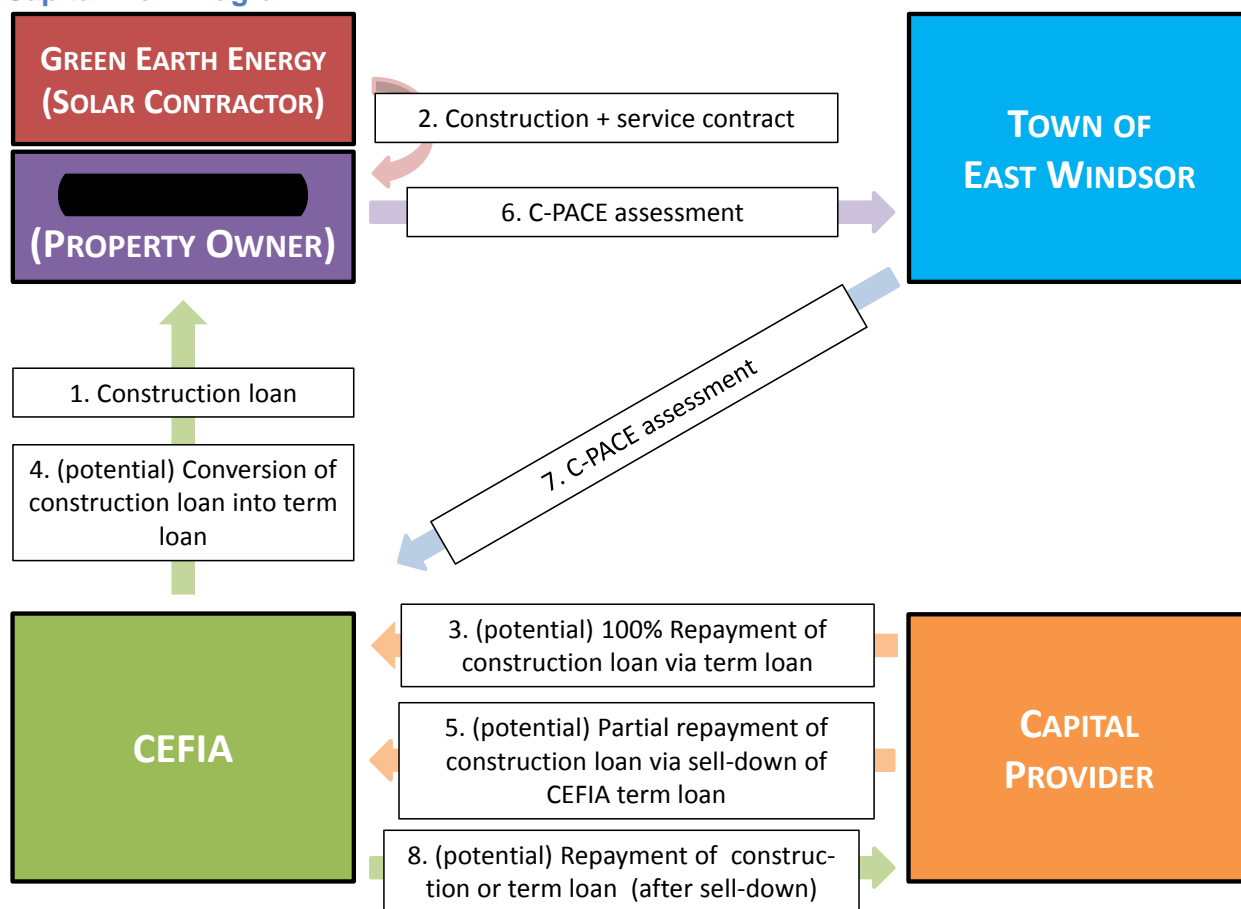 GREEN EARTH ENERGY
(SOLAR CONTRACTOR)
2. Construction + service contract
TOWN OF
EAST WINDSOR
(PROPERTY OWNER)
6. C-PACE assessment
1. Construction loan
7. C-PACE assessment
4. (potential) Conversion of
construction loan into term
loan
3. (potential) 100% Repayment of
construction loan via term loan
CEFIA
5. (potential) Partial repayment of
construction loan via sell-down of
CEFIA term loan
CAPITAL
PROVIDER
8. (potential) Repayment of construc-
tion or term loan (after sell-down)